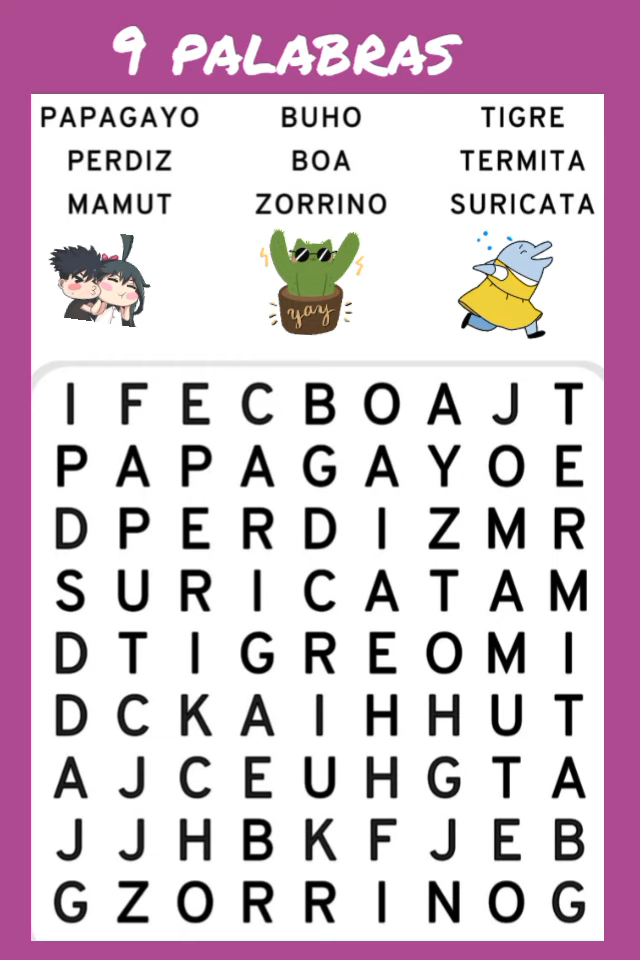 9 PALABRAS
PAPAGAYO BUHO TIGRE
PERDIZ BOA TERMITA
MAMUT ZORRINO SURICATA
yay
I F E C B O A J T
P A P A G A Y O E
D P E R D I Z M R
S U R I C A T A M
D T I G R E O M I
D C K A I H H U T
A J C E U H G T A
J J H B K F J E B
G Z O R R I N O G